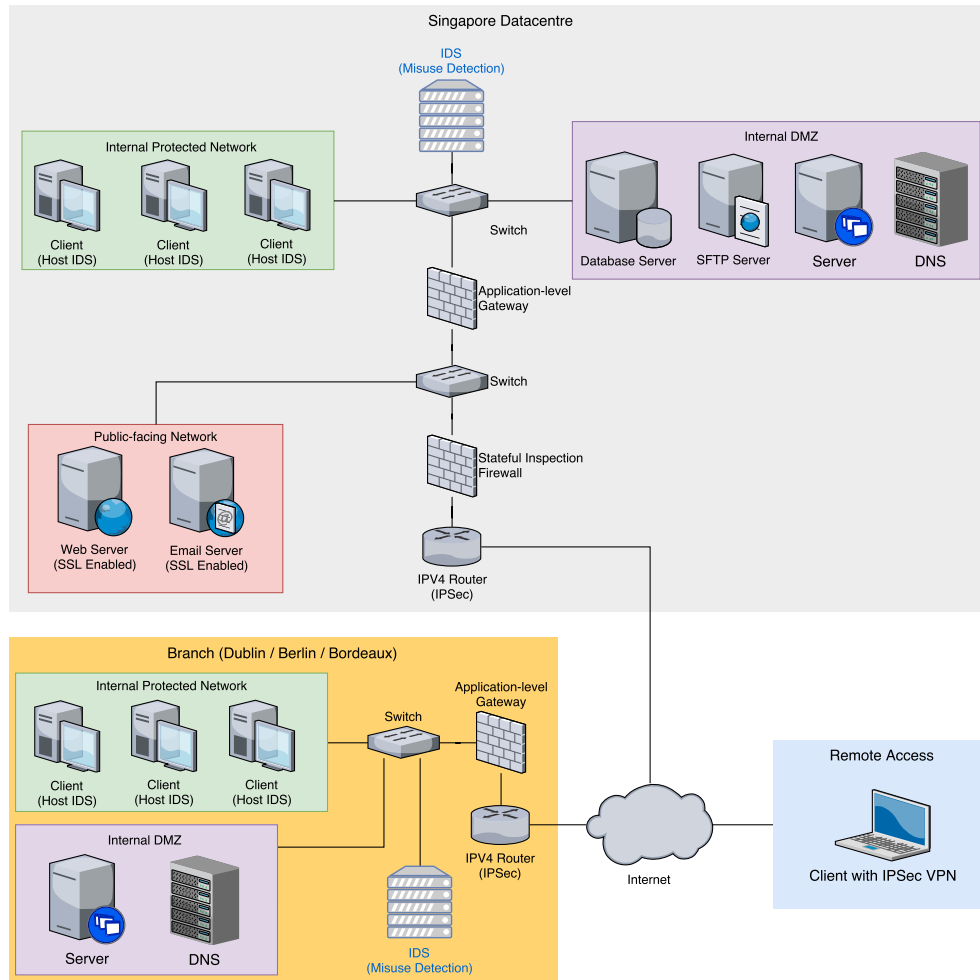 Singapore Datacentre
IDS
(Misuse Detection)
Internal Protected Network
Client
(Host IDS)
Client
(Host IDS)
Client
(Host IDS)
Switch
Internal DMZ
Database Server
SFTP Server
Server
DNS
Application-level
Gateway
Switch
Public-facing Network
Web Server
(SSL Enabled)
Email Server
(SSL Enabled)
@
Stateful Inspection
Firewall
IPV4 Router
(IPSec)
Branch (Dublin / Berlin / Bordeaux)
Internal Protected Network
Client
(Host IDS)
Client
(Host IDS)
Client
(Host IDS)
Switch
Application-level
Gateway
IPV4 Router
(IPSec)
Internal DMZ
Server
DNS
IDS
(Misuse Detection)
Internet
Remote Access
Client with IPSec VPN